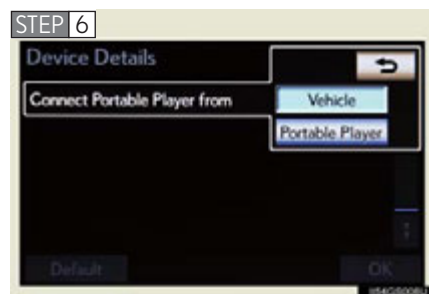 STEP 6
Device Details
Connect Portable Player from
Vehicle
Portable Player
Default
OK